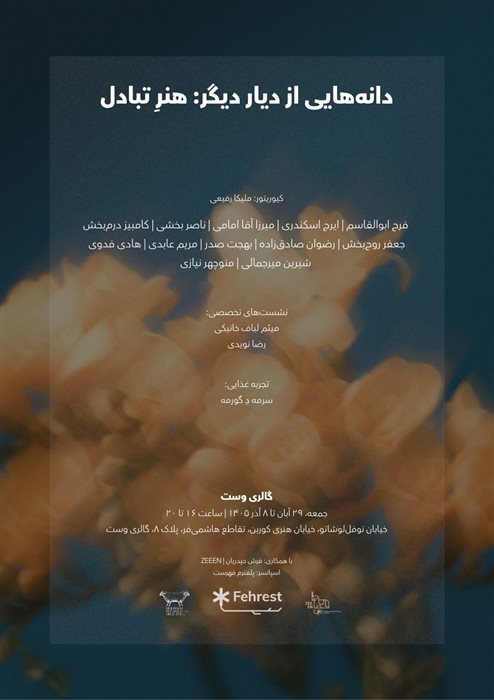 دانه‌هایی از دیار دیگر: هنرِ تبادل
کیوریتور: ملیکا رفیعی
فرح ابوالقاسم | ایرج اسکندری | میرزا آقا امامی | ناصر بخشی | کامبیز درم‌بخش
جعفر روح‌بخش | رضوان صادق‌زاده | بهجت صدر | مریم عابدی | هادی فدوی
شیرین میرجمالی | منوچهر نیازی
نشست‌های تخصصی:
میثم لباف خانیکی
رضا نویدی
تجربه غذایی:
سرمه دِ گورمه
گالری وست
جمعه، ۲۹ آبان تا ۸ آذر ۱۴۰۵ | ساعت ۱۶ تا ۲۰
خیابان نوفل‌لوشاتو، خیابان هنری کوربن، تقاطع هاشمی‌فر، پلاک ۸، گالری وست
با همکاری: فرش حیدریان | ZEEEN
اسپانسر: پلتفرم فهرست
Fehrest